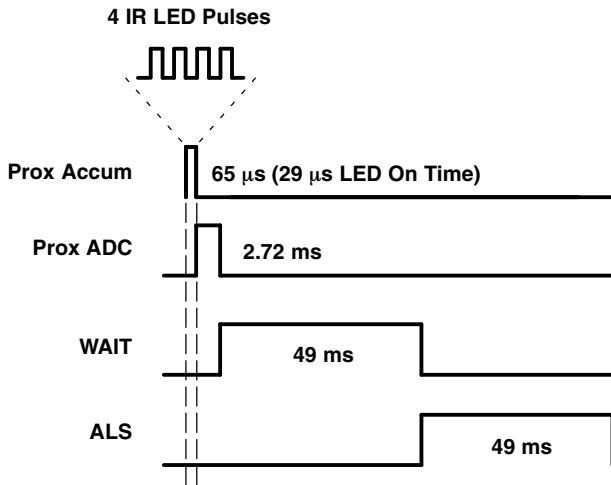 4 IR LED Pulses
Prox Accum
65 μs (29 μs LED On Time)
Prox ADC
2.72 ms
WAIT
49 ms
ALS
49 ms